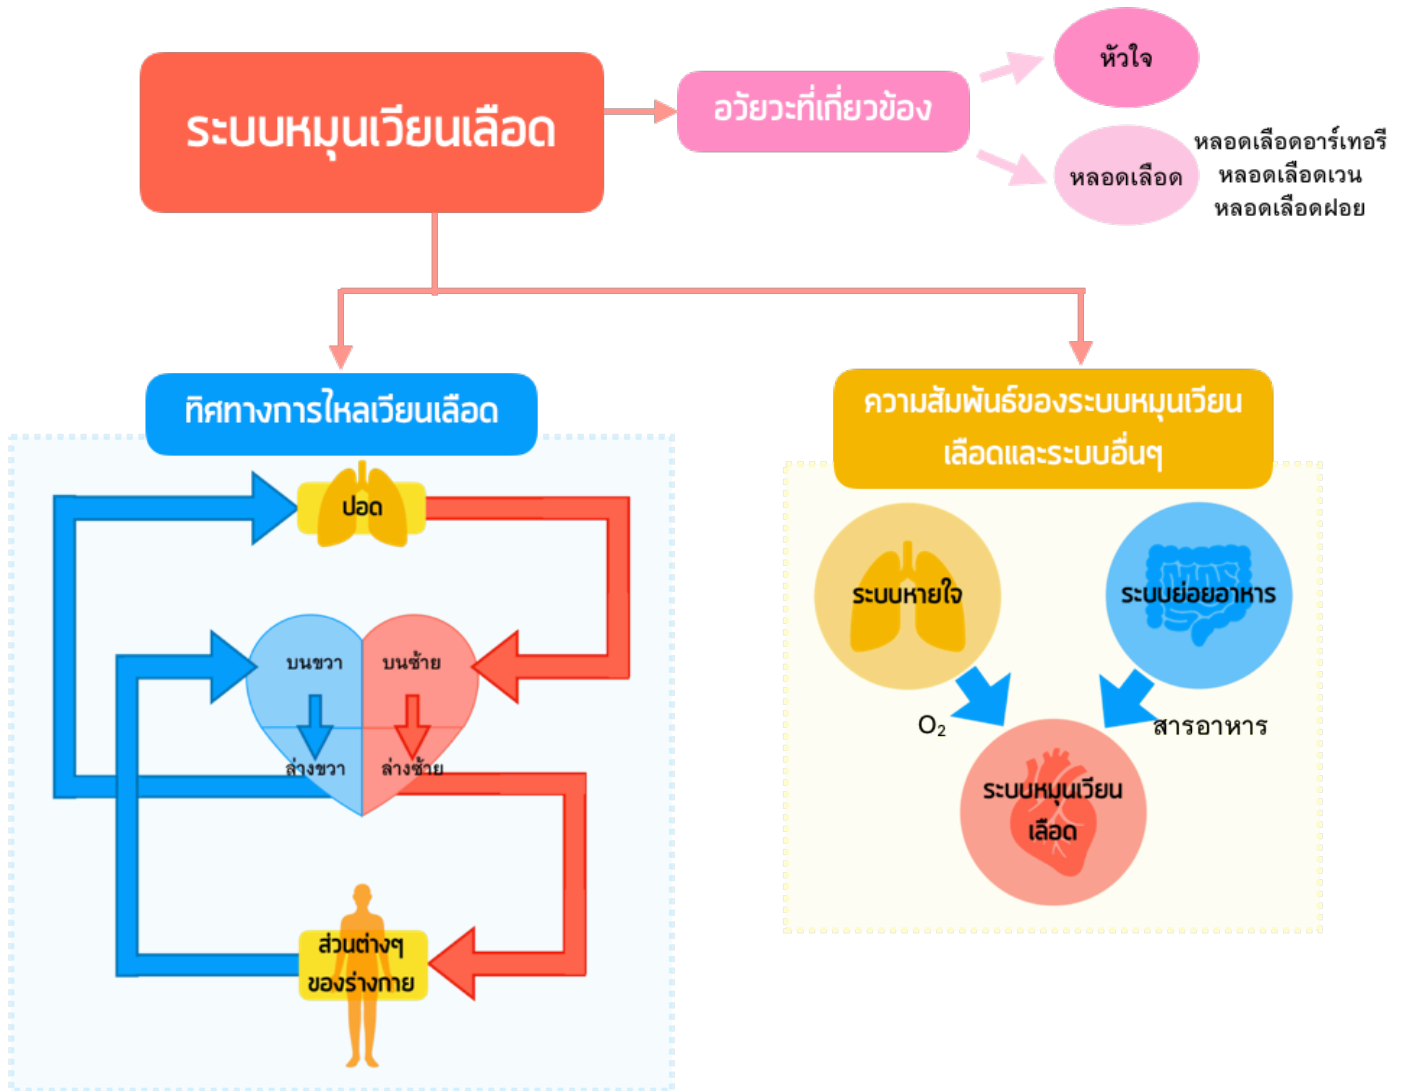 ระบบหมุนเวียนเลือด
อวัยวะที่เกี่ยวข้อง
หัวใจ
หลอดเลือด
หลอดเลือดอาร์เทอรี
หลอดเลือดเวน
หลอดเลือดฝอย
ทิศทางการไหลเวียนเลือด
ปอด
บนขวา
บนซ้าย
ล่างขวา
ล่างซ้าย
ส่วนต่างๆ
ของร่างกาย
ความสัมพันธ์ของระบบหมุนเวียน
เลือดและระบบอื่นๆ
ระบบหายใจ
ระบบย่อยอาหาร
O₂
สารอาหาร
ระบบหมุนเวียน
เลือด